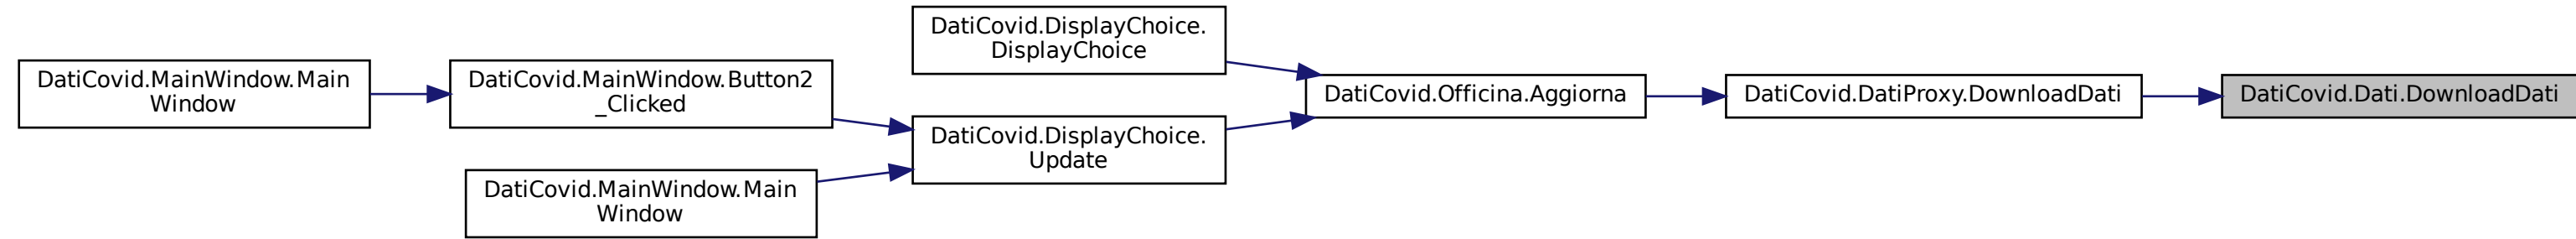 DatiCovid.MainWindow.Main
Window
DatiCovid.MainWindow.Button2
_Clicked
DatiCovid.MainWindow.Main
Window
DatiCovid.DisplayChoice.
DisplayChoice
DatiCovid.DisplayChoice.
Update
DatiCovid.Officina.Aggiorna
DatiCovid.DatiProxy.DownloadDati
DatiCovid.Dati.DownloadDati